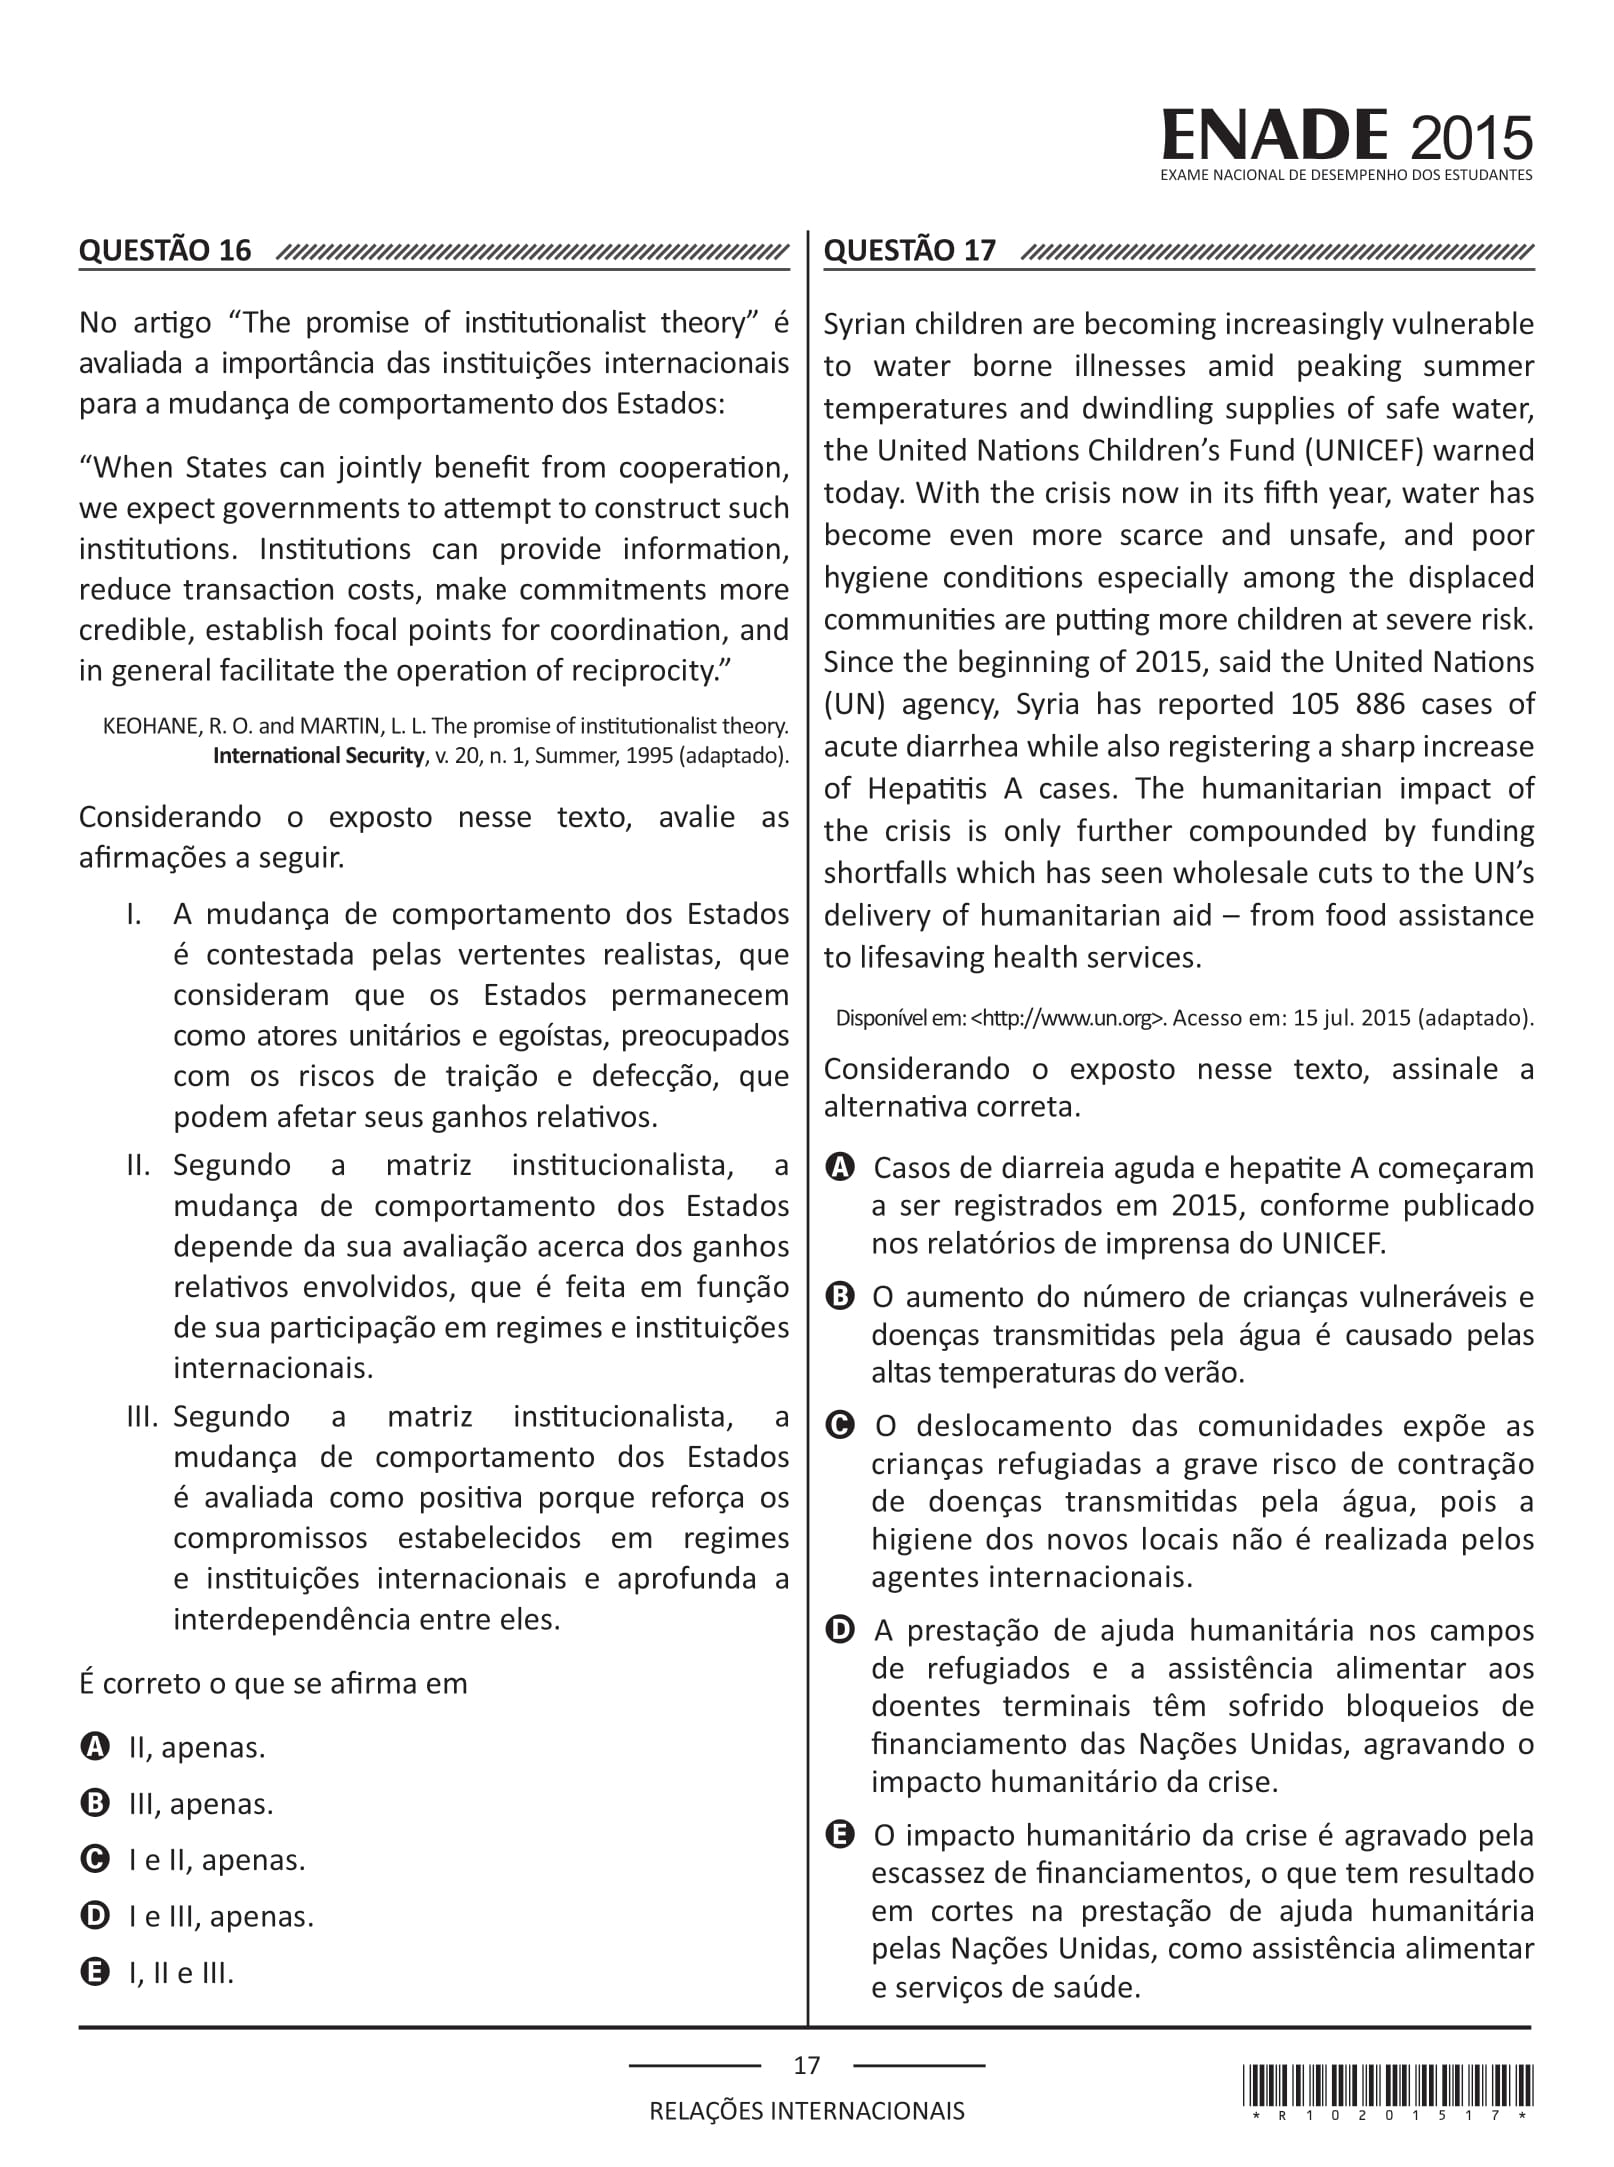 ENADE 2015
EXAME NACIONAL DE DESEMPENHO DOS ESTUDANTES
QUESTÃO 16
No artigo “The promise of institutionalist theory” é
avaliada a importância das instituições internacionais
para a mudança de comportamento dos Estados:
“When States can jointly benefit from cooperation,
we expect governments to attempt to construct such
institutions. Institutions can provide information,
reduce transaction costs, make commitments more
credible, establish focal points for coordination, and
in general facilitate the operation of reciprocity.”
KEOHANE, R. O. and MARTIN, L. L. The promise of institutionalist theory.
International Security, v. 20, n. 1, Summer, 1995 (adaptado).
Considerando o exposto nesse texto, avalie as
afirmações a seguir.
I. A mudança de comportamento dos Estados
é contestada pelas vertentes realistas, que
consideram que os Estados permanecem
como atores unitários e egoístas, preocupados
com os riscos de traição e defecção, que
podem afetar seus ganhos relativos.
II. Segundo a matriz institucionalista, a
mudança de comportamento dos Estados
depende da sua avaliação acerca dos ganhos
relativos envolvidos, que é feita em função
de sua participação em regimes e instituições
internacionais.
III. Segundo a matriz institucionalista, a
mudança de comportamento dos Estados
é avaliada como positiva porque reforça os
compromissos estabelecidos em regimes
e instituições internacionais e aprofunda a
interdependência entre eles.
É correto o que se afirma em
A II, apenas.
B III, apenas.
C I e II, apenas.
D I e III, apenas.
E I, II e III.
QUESTÃO 17
Syrian children are becoming increasingly vulnerable
to water borne illnesses amid peaking summer
temperatures and dwindling supplies of safe water,
the United Nations Children’s Fund (UNICEF) warned
today. With the crisis now in its fifth year, water has
become even more scarce and unsafe, and poor
hygiene conditions especially among the displaced
communities are putting more children at severe risk.
Since the beginning of 2015, said the United Nations
(UN) agency, Syria has reported 105 886 cases of
acute diarrhea while also registering a sharp increase
of Hepatitis A cases. The humanitarian impact of
the crisis is only further compounded by funding
shortfalls which has seen wholesale cuts to the UN’s
delivery of humanitarian aid – from food assistance
to lifesaving health services.
Disponível em: <http://www.un.org>. Acesso em: 15 jul. 2015 (adaptado).
Considerando o exposto nesse texto, assinale a
alternativa correta.
A Casos de diarreia aguda e hepatite A começaram
a ser registrados em 2015, conforme publicado
nos relatórios de imprensa do UNICEF.
B O aumento do número de crianças vulneráveis e
doenças transmitidas pela água é causado pelas
altas temperaturas do verão.
C O deslocamento das comunidades expõe as
crianças refugiadas a grave risco de contração
de doenças transmitidas pela água, pois a
higiene dos novos locais não é realizada pelos
agentes internacionais.
D A prestação de ajuda humanitária nos campos
de refugiados e a assistência alimentar aos
doentes terminais têm sofrido bloqueios de
financiamento das Nações Unidas, agravando o
impacto humanitário da crise.
E O impacto humanitário da crise é agravado pela
escassez de financiamentos, o que tem resultado
em cortes na prestação de ajuda humanitária
pelas Nações Unidas, como assistência alimentar
e serviços de saúde.
17
RELAÇÕES INTERNACIONAIS
* R 1 0 2 0 1 5 1 7 *